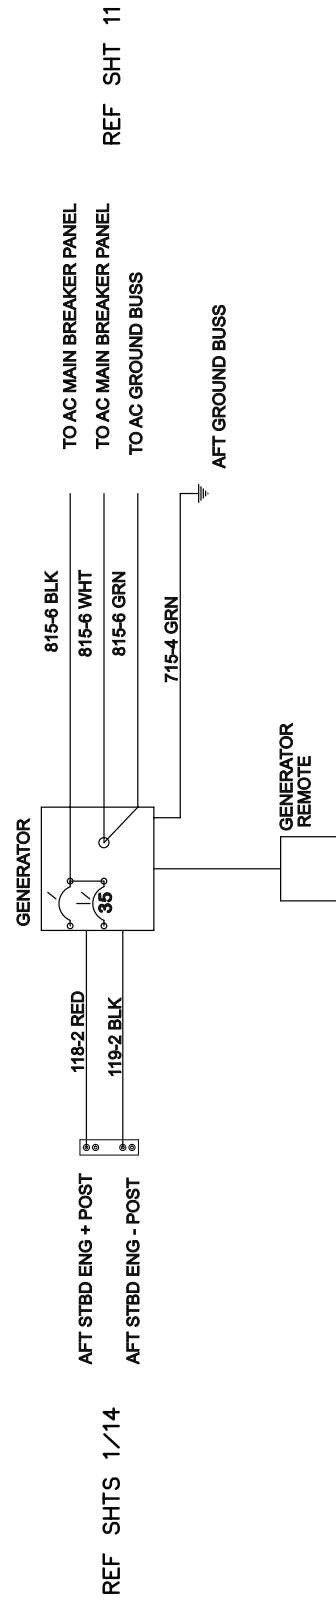 REF SHTS 1/14
AFT STBD ENG + POST
AFT STBD ENG - POST
118-2 RED
119-2 BLK
GENERATOR
35
GENERATOR
REMOTE
815-6 BLK
815-6 WHT
815-6 GRN
715-4 GRN
TO AC MAIN BREAKER PANEL
TO AC MAIN BREAKER PANEL
TO AC GROUND BUSS
AFT GROUND BUSS
REF SHT 11